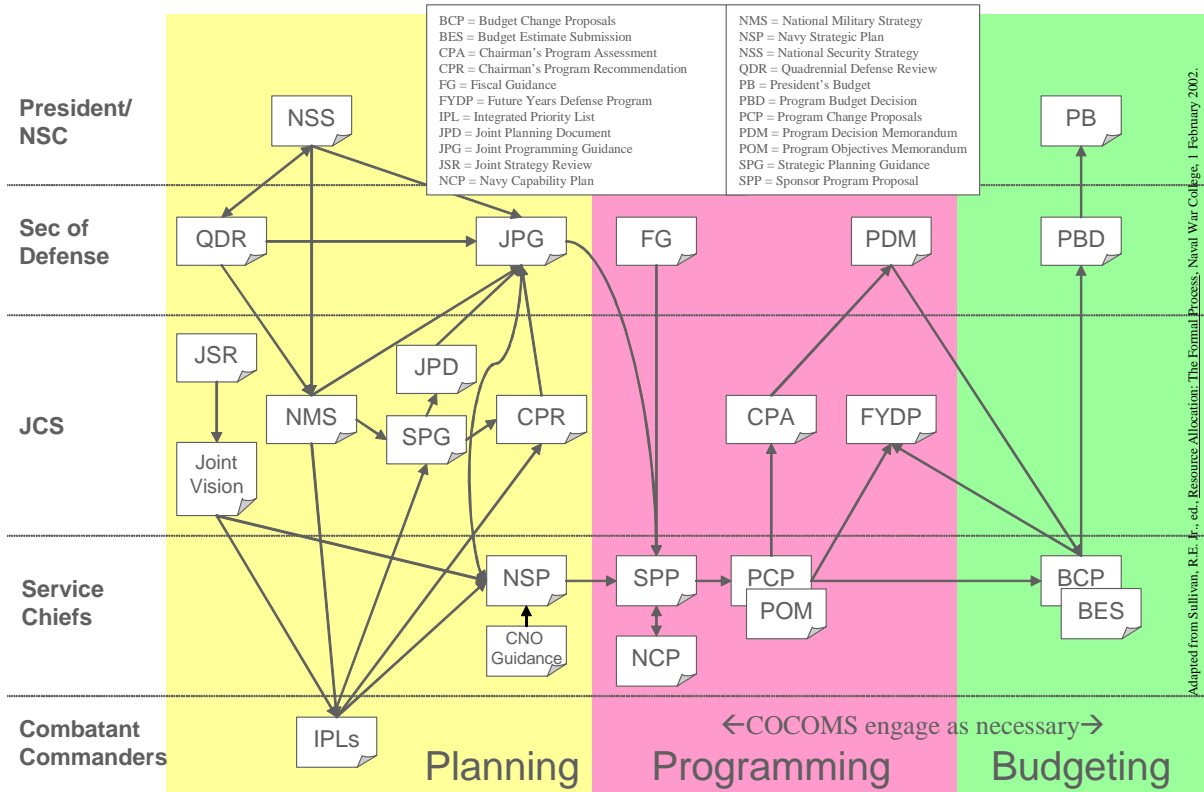 BCP = Budget Change Proposals
BES = Budget Estimate Submission
CPA = Chairman's Program Assessment
CPR = Chairman's Program Recommendation
FG = Fiscal Guidance
FYDP = Future Years Defense Program
IPL = Integrated Priority List
JPD = Joint Planning Document
JPG = Joint Programming Guidance
JSR = Joint Strategy Review
NCP = Navy Capability Plan
NMS = National Military Strategy
NSP = Navy Strategic Plan
NSS = National Security Strategy
QDR = Quadrennial Defense Review
PB = President's Budget
PBD = Program Budget Decision
PCP = Program Change Proposals
PDM = Program Decision Memorandum
POM = Program Objectives Memorandum
SPG = Strategic Planning Guidance
SPP = Sponsor Program Proposal
President/
NSC
NSS
PB
Sec of
Defense
QDR
JPG
FG
PDM
PBD
JCS
JSR
JPD
NMS
SPG
CPR
CPA
FYDP
Joint
Vision
Service
Chiefs
NSP
SPP
PCP
POM
BCP
BES
CNO
Guidance
NCP
Combatant
Commanders
IPLs
←COCOMS engage as necessary→
Planning
Programming
Budgeting
Adapted from Sullivan, R.E. Jr., ed., Resource Allocation: The Formal Process, Naval War College, 1 February 2002.